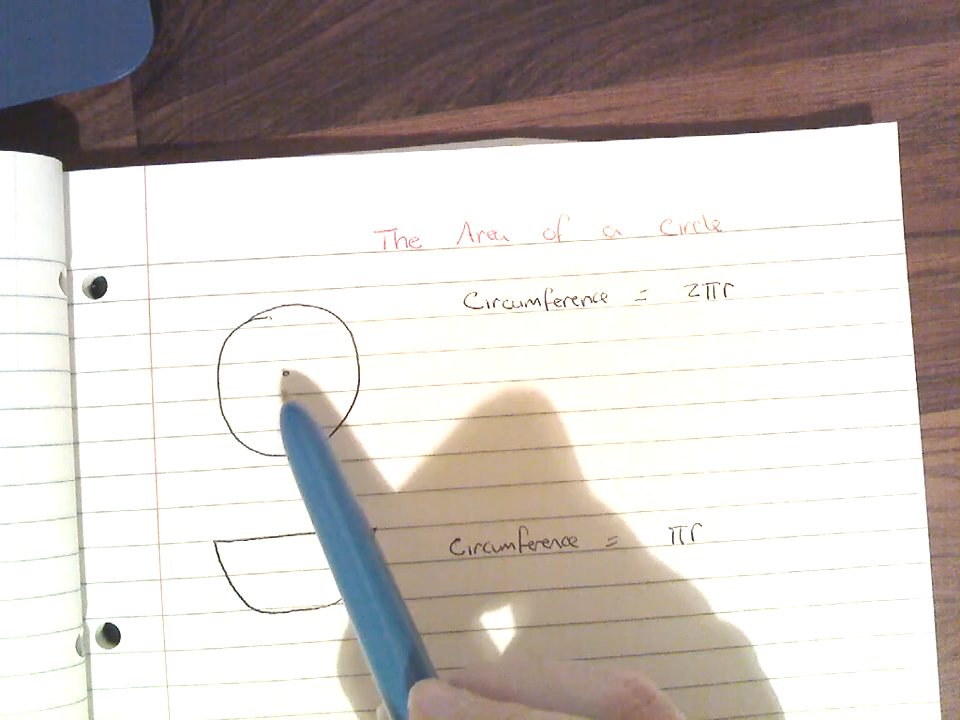 The Area of a Circle
Circumference = 2πr
Circumference = πr